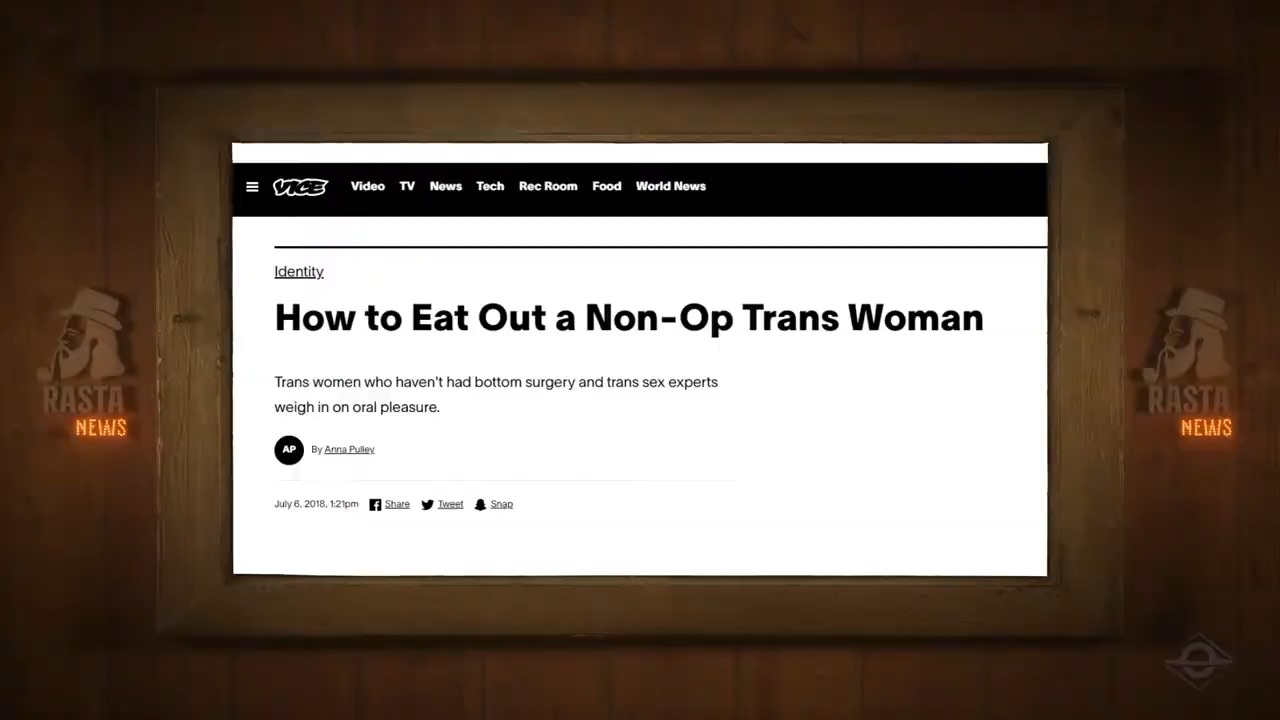 VICE Video TV News Tech Rec Room Food World News
Identity
How to Eat Out a Non-Op Trans Woman
Trans women who haven't had bottom surgery and trans sex experts
weigh in on oral pleasure.
AP By Anna Pulley
July 6, 2018, 1:21pm Share Tweet Snap
RASTA
NEWS
RASTA
NEWS